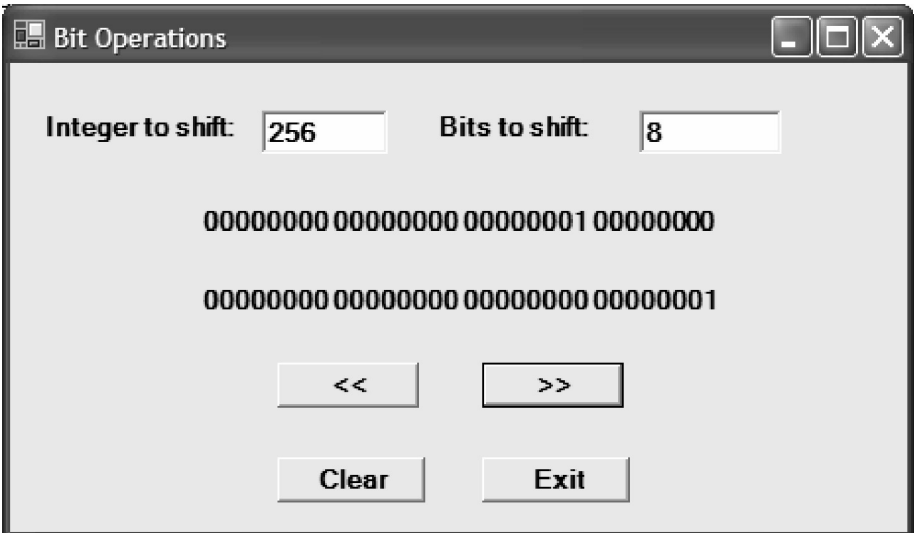 Bit Operations
Integer to shift: 256 Bits to shift: 8
00000000 00000000 00000001 00000000
00000000 00000000 00000000 00000001
<< >>
Clear Exit